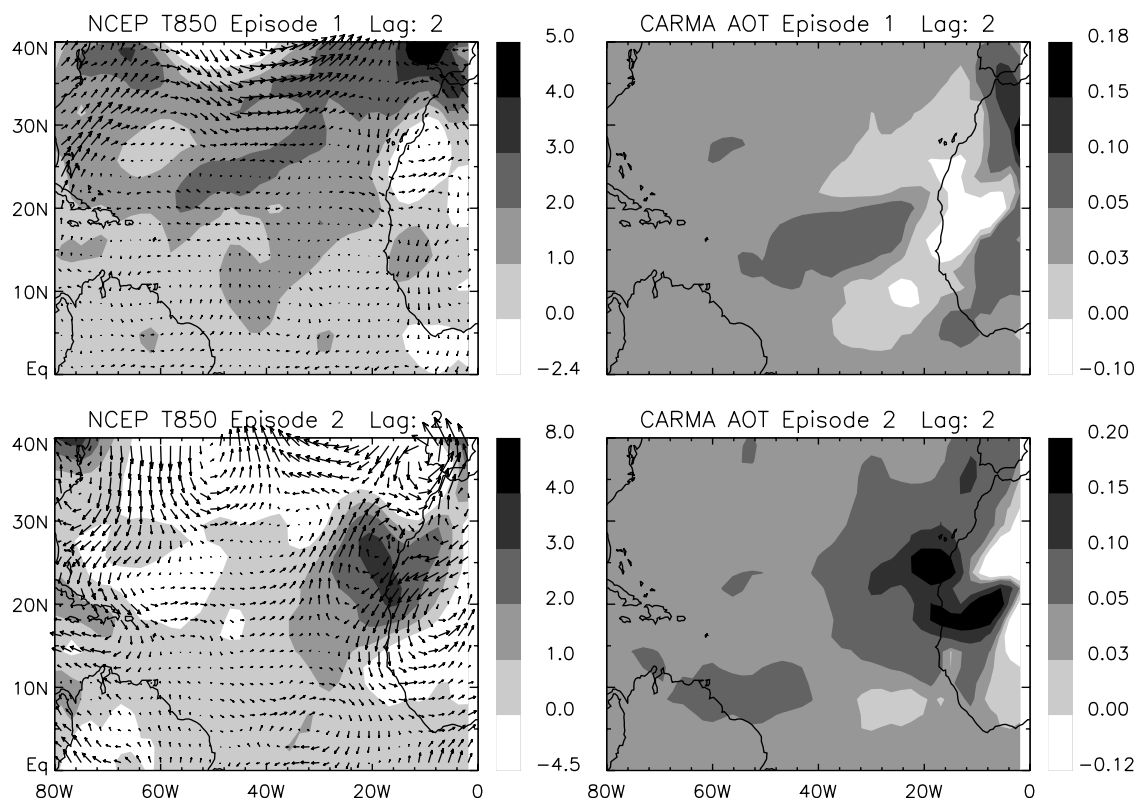 NCEP T850 Episode 1 Lag: 2
CARMA AOT Episode 1 Lag: 2
40N
30N
20N
10N
Eq
5.0
4.0
3.0
2.0
1.0
0.0
−2.4
0.18
0.15
0.10
0.05
0.03
0.00
−0.10
NCEP T850 Episode 2 Lag: 2
CARMA AOT Episode 2 Lag: 2
40N
30N
20N
10N
Eq
8.0
4.0
3.0
2.0
1.0
0.0
−4.5
0.20
0.15
0.10
0.05
0.03
0.00
−0.12
80W 60W 40W 20W 0
80W 60W 40W 20W 0